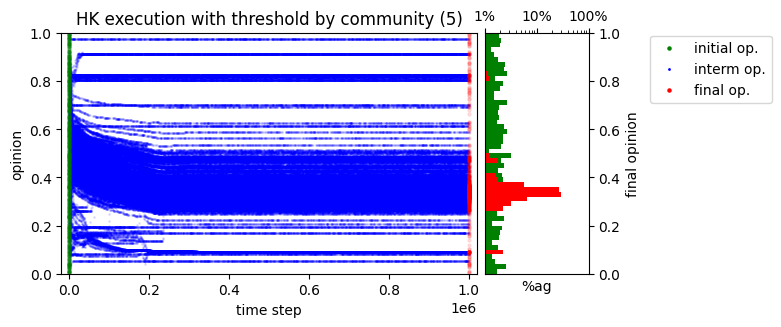 HK execution with threshold by community (5)
1% 10% 100%
1.0 1.0
0.8 0.8
0.6 0.6
0.4 0.4
0.2 0.2
0.0 0.0
opinion
final opinion
0.0 0.2 0.4 0.6 0.8 1.0
1e6
time step
%ag
initial op.
interm op.
final op.